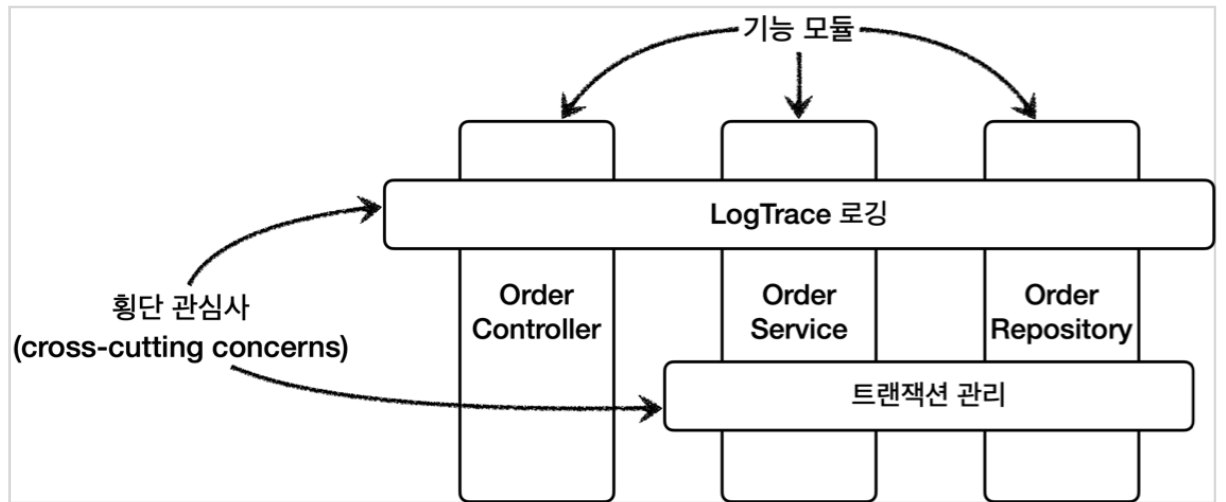 기능 모듈
LogTrace 로깅
횡단 관심사
(cross-cutting concerns)
Order
Controller
Order
Service
Order
Repository
트랜잭션 관리